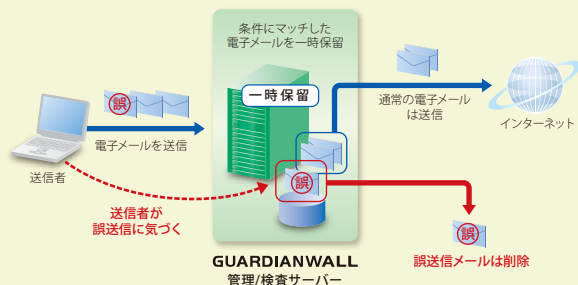 条件にマッチした
電子メールを一時保留
一時保留
誤
電子メールを送信
送信者
通常の電子メール
は送信
インターネット
誤
送信者が
誤送信に気づく
誤
誤送信メールは削除
GUARDIANWALL
管理/検査サーバー